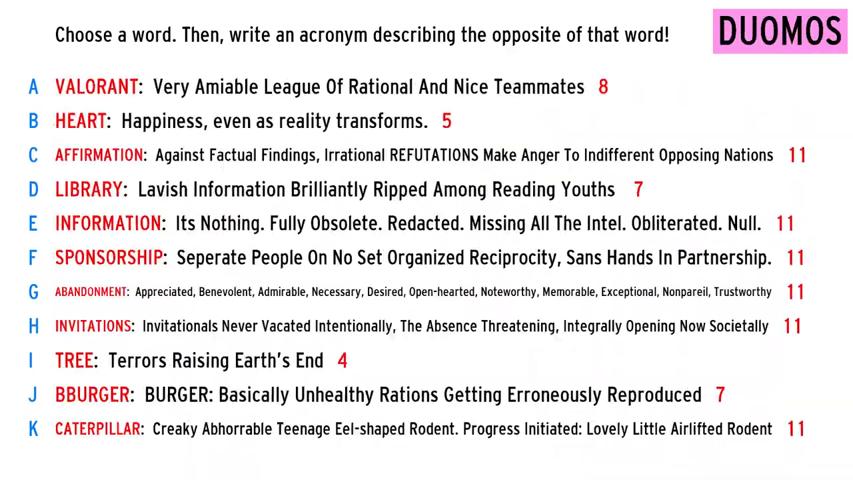 Choose a word. Then, write an acronym describing the opposite of that word!
DUOMOS
A VALORANT: Very Amiable League Of Rational And Nice Teammates 8
B HEART: Happiness, even as reality transforms. 5
C AFFIRMATION: Against Factual Findings, Irrational REFUTATIONS Make Anger To Indifferent Opposing Nations 11
D LIBRARY: Lavish Information Brilliantly Ripped Among Reading Youths 7
E INFORMATION: Its Nothing. Fully Obsolete. Redacted. Missing All The Intel. Obliterated. Null. 11
F SPONSORSHIP: Seperate People On No Set Organized Reciprocity, Sans Hands In Partnership. 11
G ABANDONMENT: Appreciated, Benevolent, Admirable, Necessary, Desired, Open-hearted, Noteworthy, Memorable, Exceptional, Nonpareil, Trustworthy 11
H INVITATIONS: Invitationals Never Vacated Intentionally, The Absence Threatening, Integrally Opening Now Societally 11
I TREE: Terrors Raising Earth's End 4
J BBURGER: BURGER: Basically Unhealthy Rations Getting Erroneously Reproduced 7
K CATERPILLAR: Creaky Abhorrable Teenage Eel-shaped Rodent. Progress Initiated: Lovely Little Airlifted Rodent 11